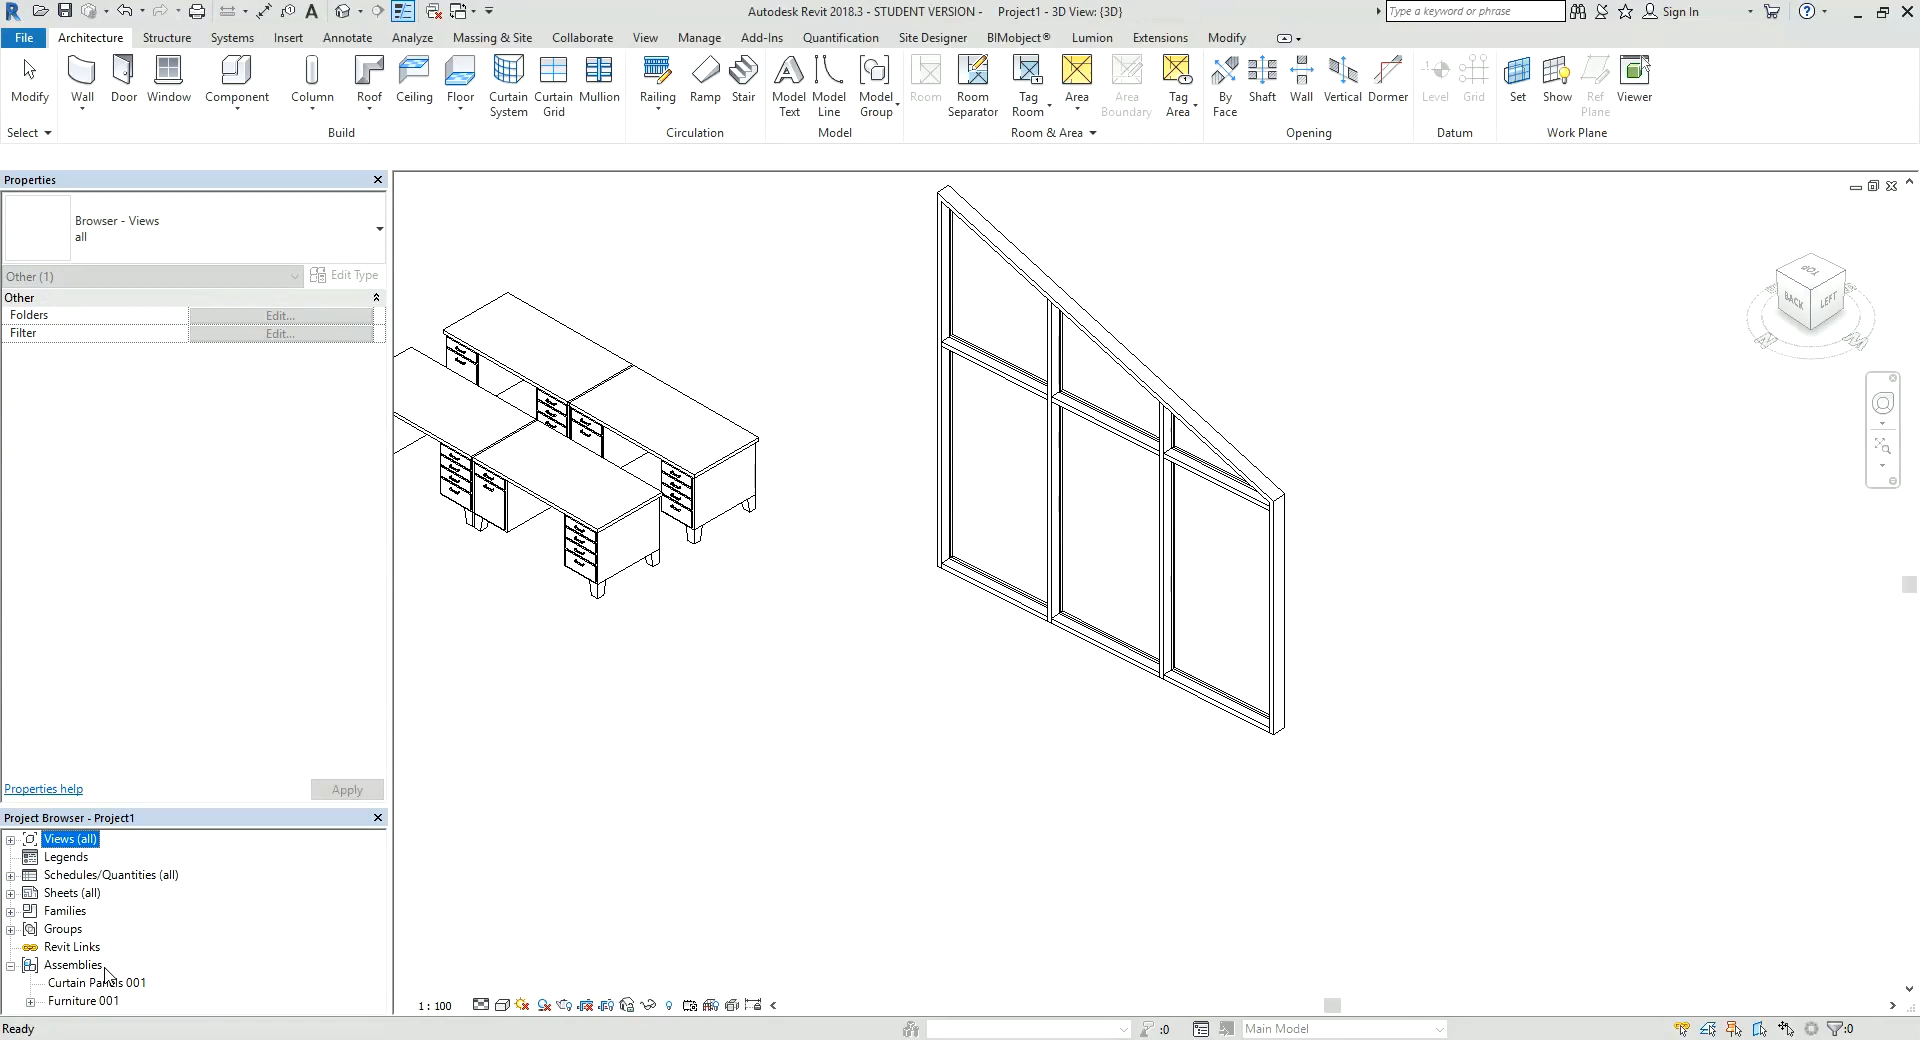 Autodesk Revit 2018.3 - STUDENT VERSION - Project1 - 3D View: {3D}
Type a keyword or phrase
Sign In
File Architecture Structure Systems Insert Annotate Analyze Massing & Site Collaborate View Manage Add-Ins Quantification Site Designer BIMobject® Lumion Extensions Modify
Modify Wall Door Window Component Column Roof Ceiling Floor Curtain System Curtain Grid Mullion Railing Ramp Stair Model Text Model Line Model Group Room Room Separator Tag Room Area Area Boundary Tag Area By Face Shaft Wall Vertical Dormer Level Grid Set Show Ref Plane Viewer
Select Build Circulation Model Room & Area Opening Datum Work Plane
Properties
Browser - Views
all
Other (1) Edit Type
Other
Folders Edit...
Filter Edit...
TOP
BACK LEFT
Properties help Apply
Project Browser - Project1
Views (all)
Legends
Schedules/Quantities (all)
Sheets (all)
Families
Groups
Revit Links
Assemblies
Curtain Panels 001
Furniture 001
1 : 100
Ready
:0
Main Model
:0